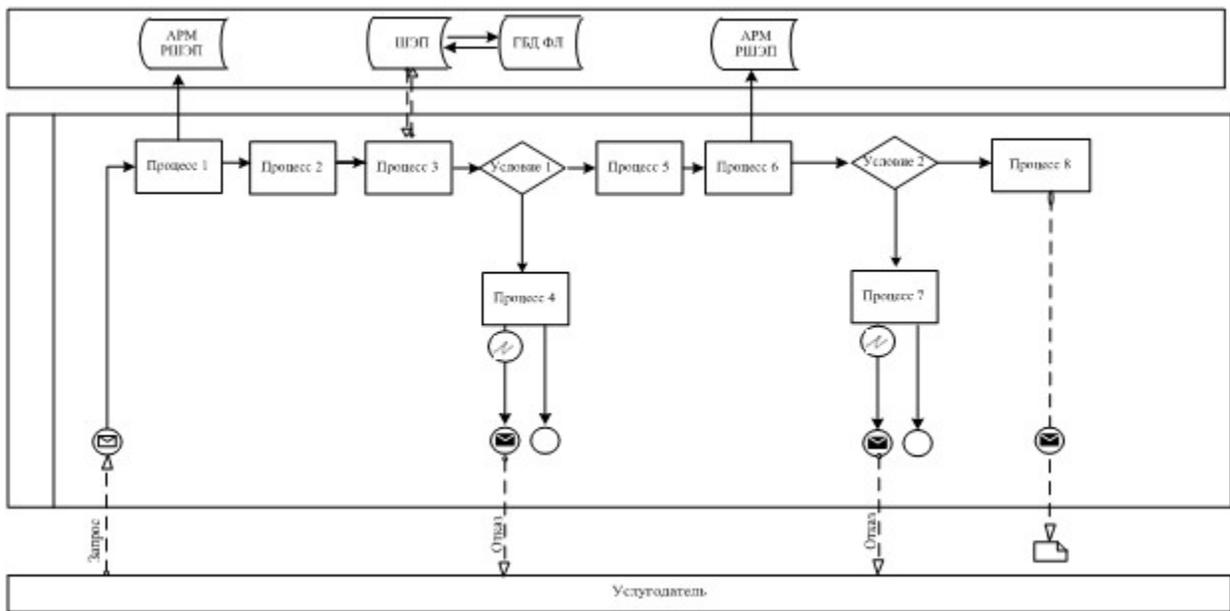 АРМ
РШЭП
ШЭП
ГБД ФЛ
АРМ
РШЭП
Процесс 1
Процесс 2
Процесс 3
Условие 1
Процесс 5
Процесс 6
Условие 2
Процесс 8
Процесс 4
Процесс 7
Запрос
Отказ
Отказ
Услугодатель